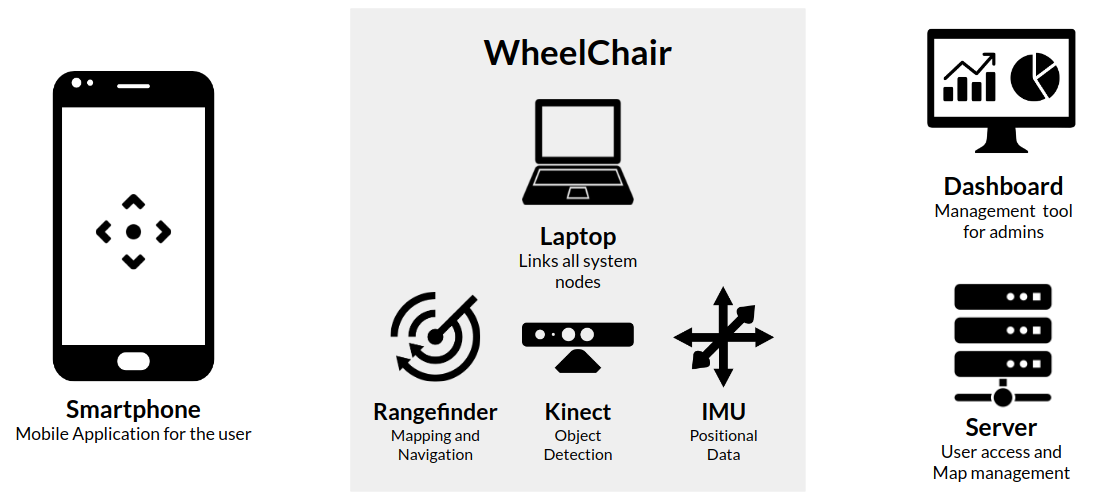 WheelChair
Smartphone
Mobile Application for the user
Laptop
Links all system
nodes
Rangefinder
Mapping and
Navigation
Kinect
Object
Detection
IMU
Positional
Data
Dashboard
Management tool
for admins
Server
User access and
Map management